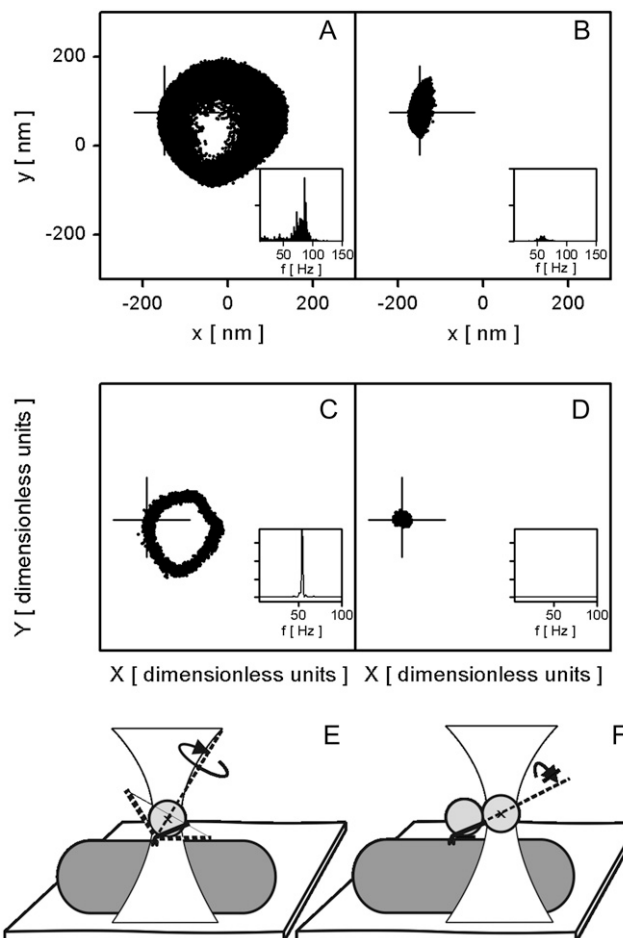 A
B
200
0
-200
y [ nm ]
50 100 150
f [ Hz ]
50 100 150
f [ Hz ]
-200 0 200
-200 0 200
x [ nm ]
x [ nm ]
C
D
Y [ dimensionless units ]
50 100
f [ Hz ]
50 100
f [ Hz ]
X [ dimensionless units ]
X [ dimensionless units ]
E
F